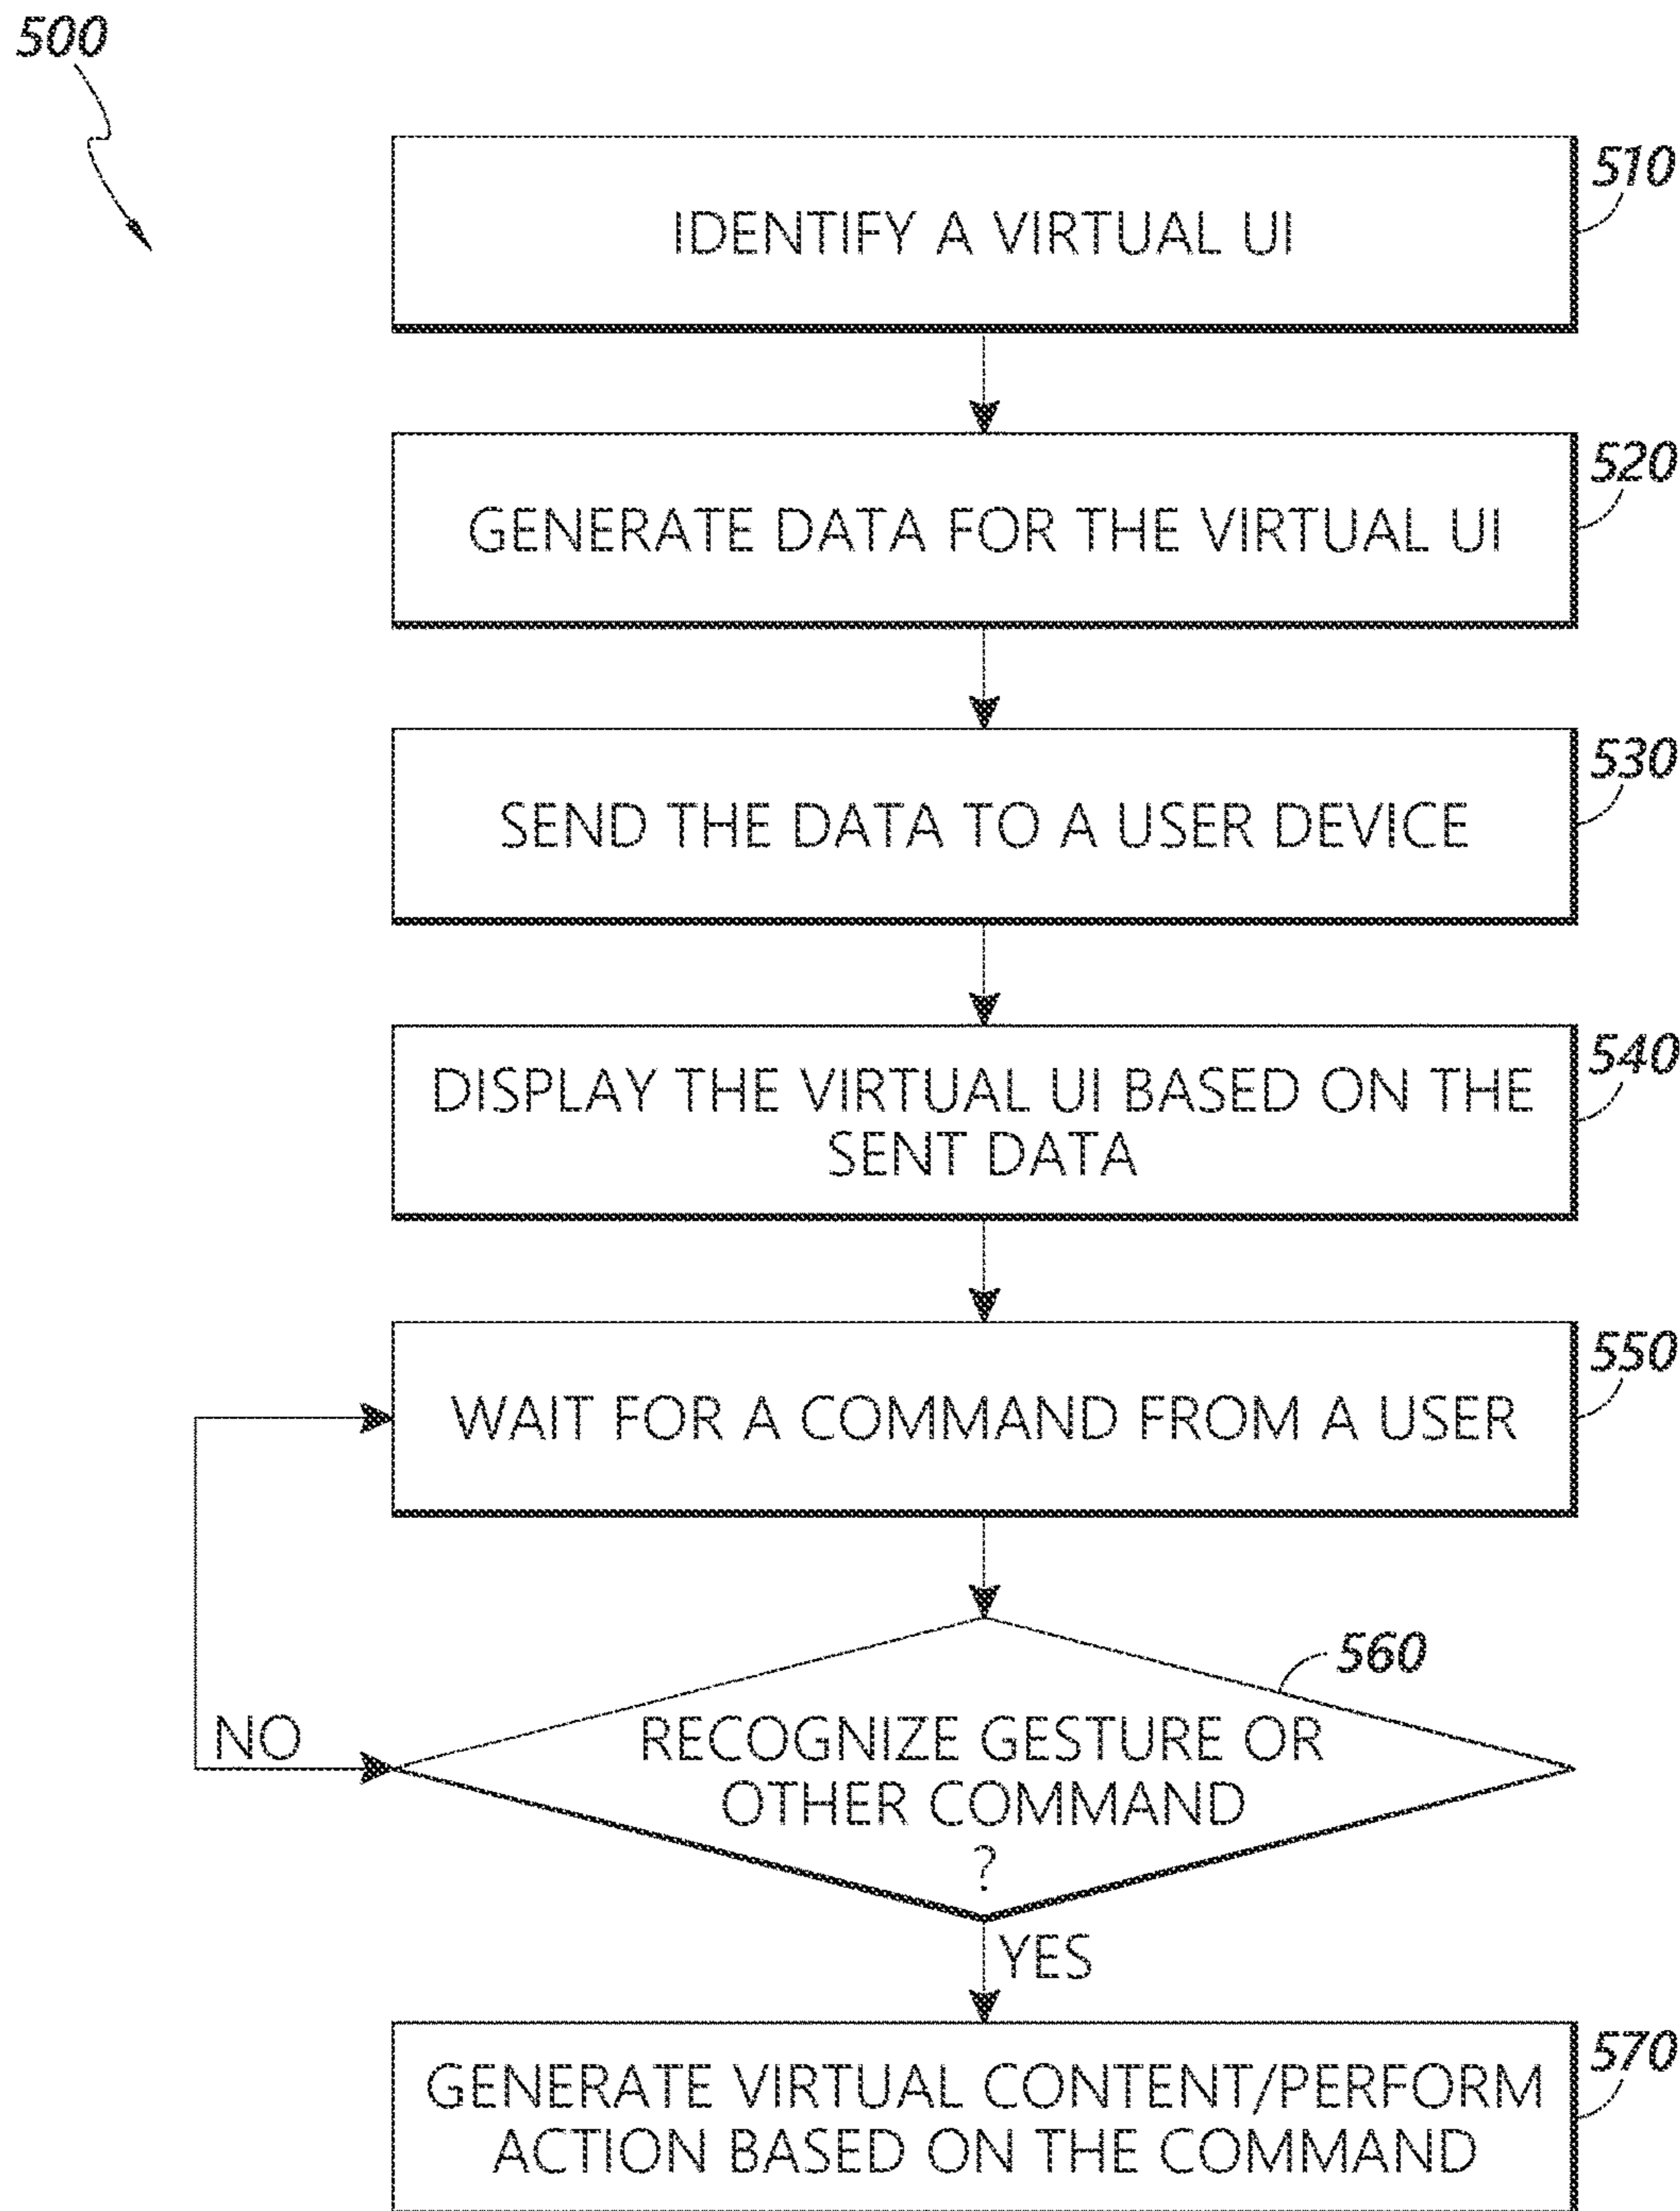 500
510
IDENTIFY A VIRTUAL UI
520
GENERATE DATA FOR THE VIRTUAL UI
530
SEND THE DATA TO A USER DEVICE
540
DISPLAY THE VIRTUAL UI BASED ON THE
SENT DATA
550
WAIT FOR A COMMAND FROM A USER
560
NO
RECOGNIZE GESTURE OR
OTHER COMMAND
?
YES
570
GENERATE VIRTUAL CONTENT/PERFORM
ACTION BASED ON THE COMMAND